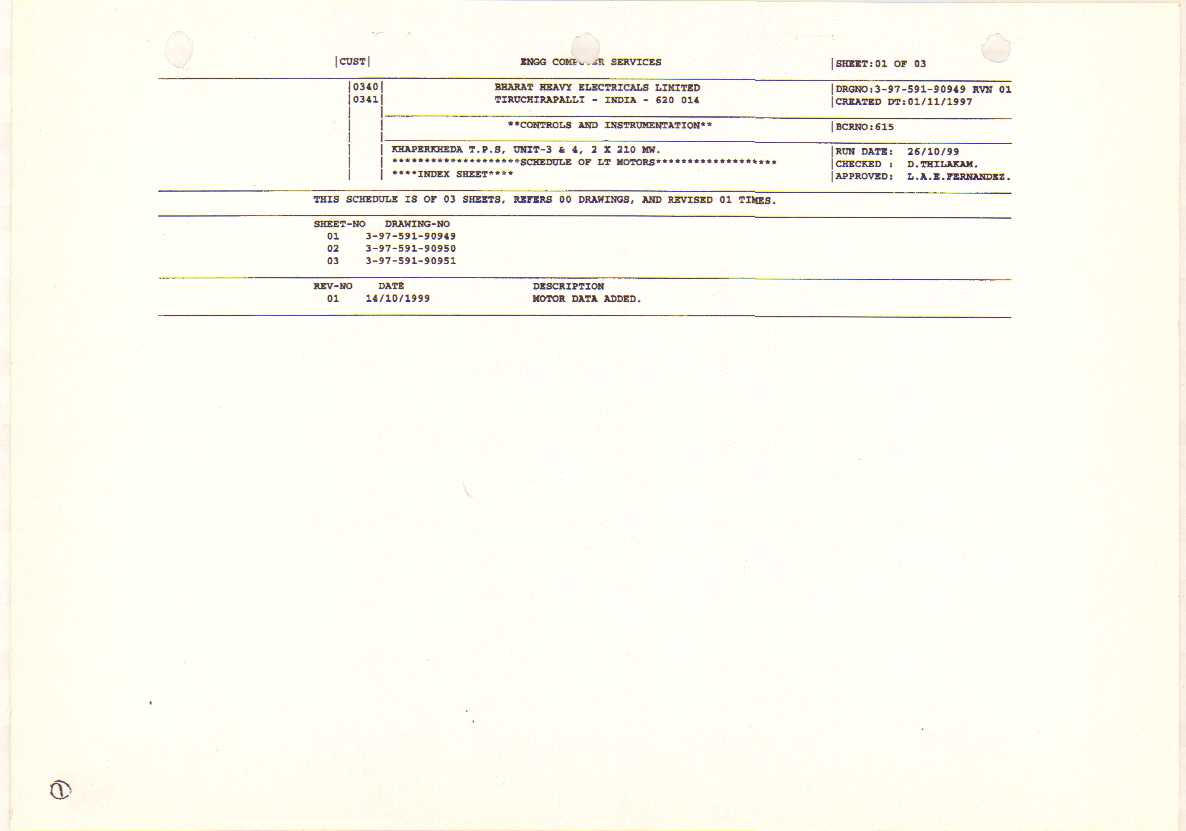 |CUST| ENGG COMPUTER SERVICES |SHEET:01 OF 03
|0340| BHARAT HEAVY ELECTRICALS LIMITED |DRGNO:3-97-591-90949 RVN 01
|0341| TIRUCHIRAPALLI - INDIA - 620 014 |CREATED DT:01/11/1997
**CONTROLS AND INSTRUMENTATION** |BCRNO:615
KHAPERKHEDA T.P.S, UNIT-3 & 4, 2 X 210 MW. |RUN DATE: 26/10/99
********************SCHEDULE OF LT MOTORS******************* |CHECKED : D.THILAKAM.
****INDEX SHEET**** |APPROVED: L.A.E.FERNANDEZ.
THIS SCHEDULE IS OF 03 SHEETS, REFERS 00 DRAWINGS, AND REVISED 01 TIMES.
SHEET-NO DRAWING-NO
01 3-97-591-90949
02 3-97-591-90950
03 3-97-591-90951
REV-NO DATE DESCRIPTION
01 14/10/1999 MOTOR DATA ADDED.
1